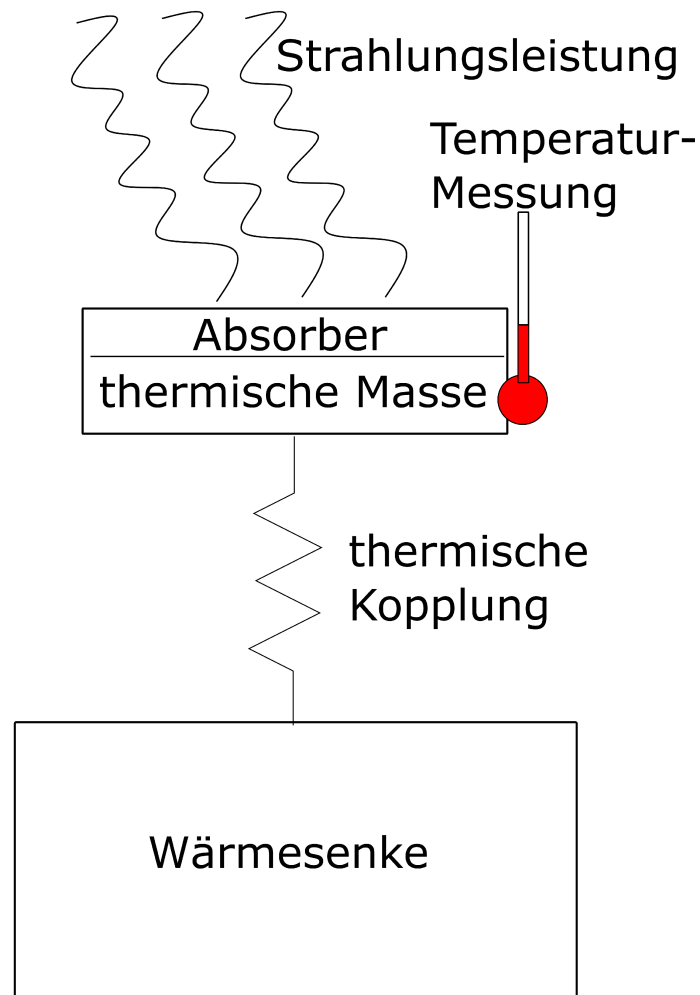 Strahlungsleistung
Temperatur-
Messung
Absorber
thermische Masse
thermische
Kopplung
Wärmesenke